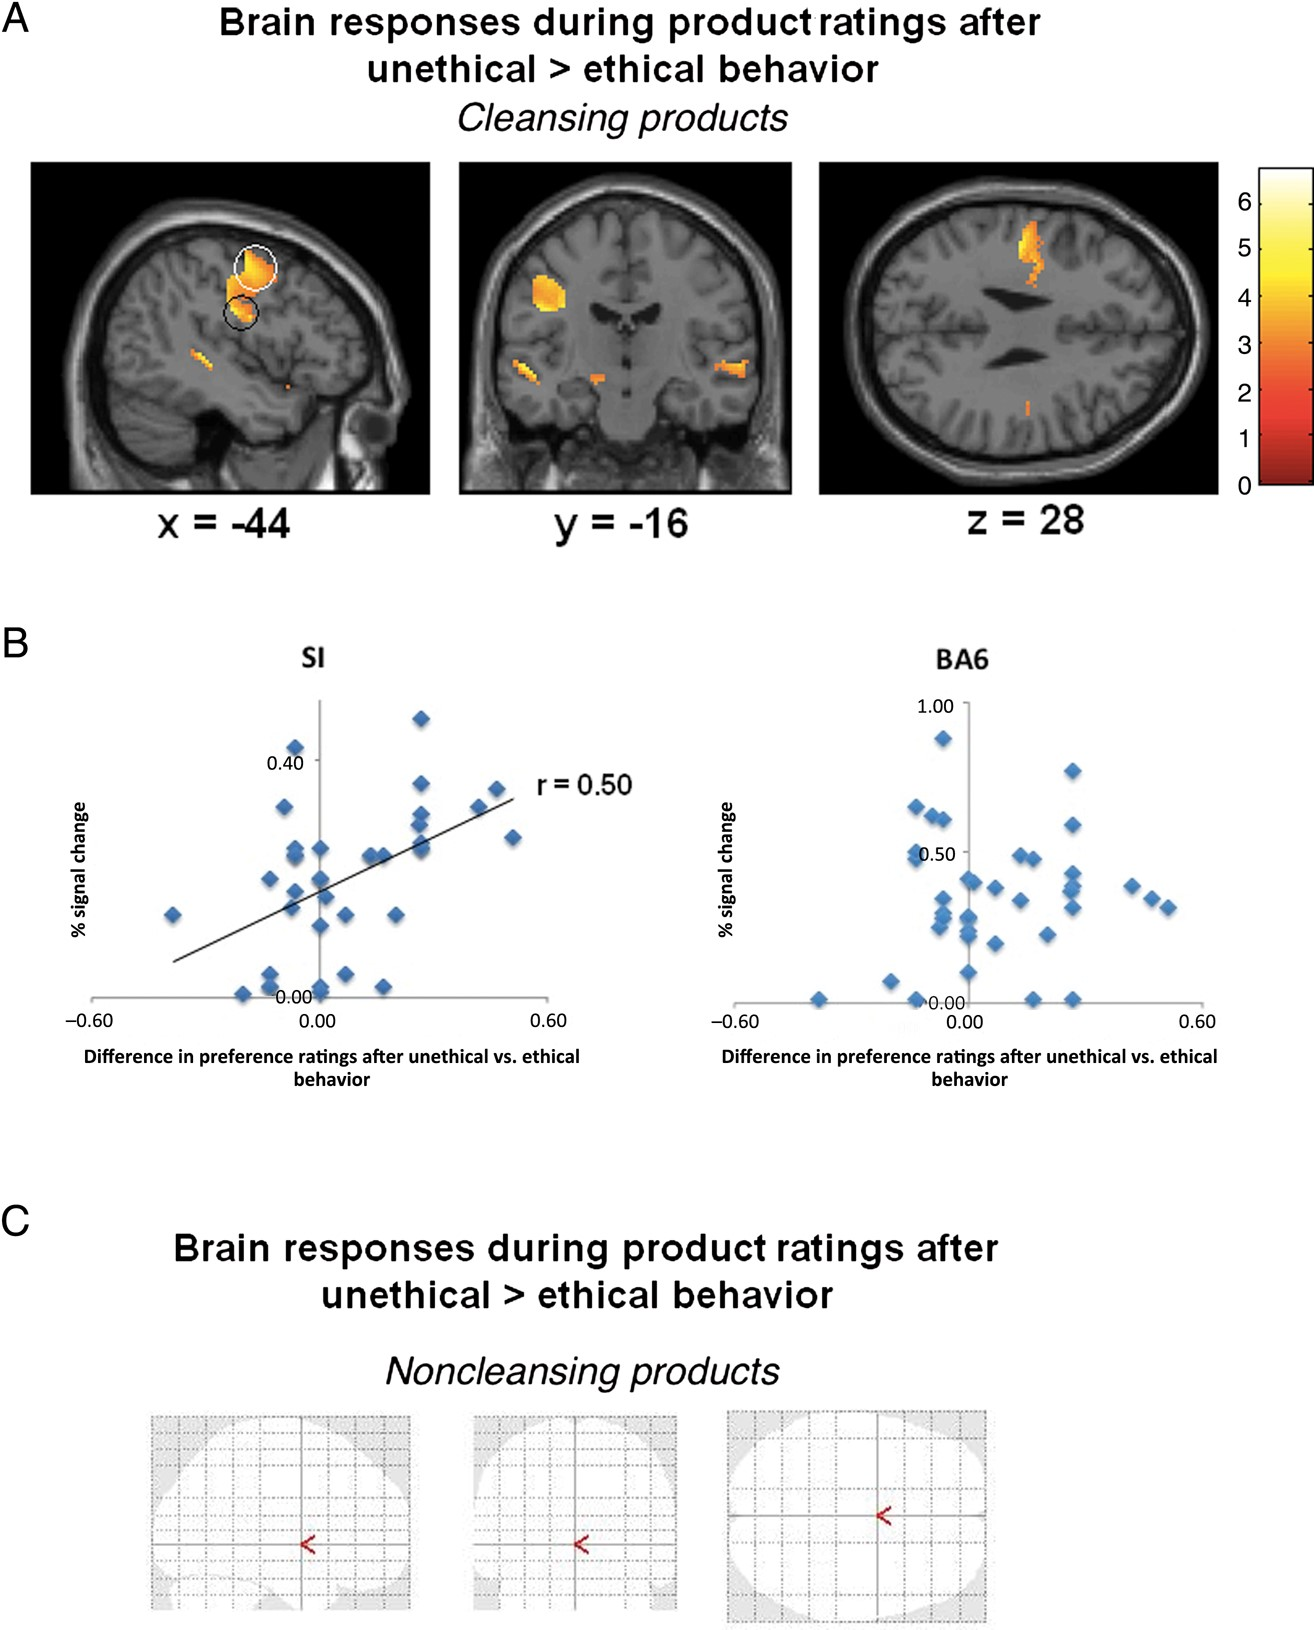 A
Brain responses during product ratings after
unethical > ethical behavior
Cleansing products
6
5
4
3
2
1
0
x = -44
y = -16
z = 28
B
SI
0.40
r = 0.50
% signal change
0.00
–0.60
0.00
0.60
Difference in preference ratings after unethical vs. ethical
behavior
BA6
1.00
0.50
% signal change
0.00
–0.60
0.00
0.60
Difference in preference ratings after unethical vs. ethical
behavior
C
Brain responses during product ratings after
unethical > ethical behavior
Noncleansing products